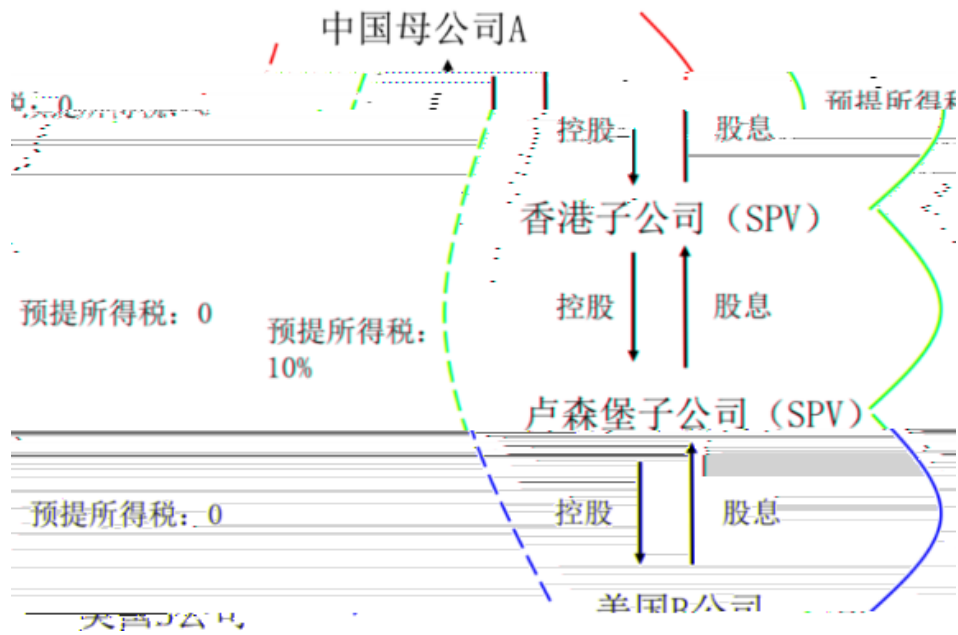 中国母公司A
控股
股息
香港子公司（SPV）
预提所得税：0
预提所得税：
10%
控股
股息
卢森堡子公司（SPV）
预提所得税：0
控股
股息